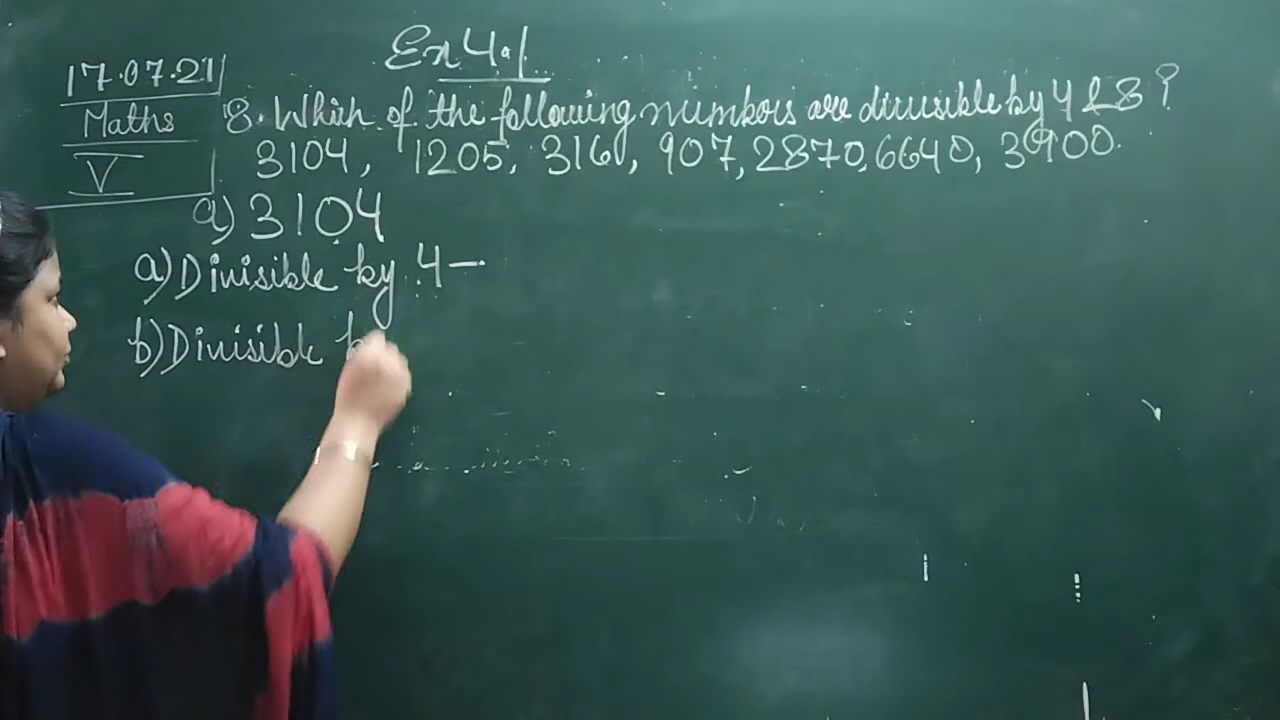 Ex 4.1
17.07.21
Maths
V
8. Which of the following numbers are divisible by 4 & 8?
3104, 1205, 3160, 907, 2870, 6640, 3900.
a) 3104
a) Divisible by 4 –
b) Divisible